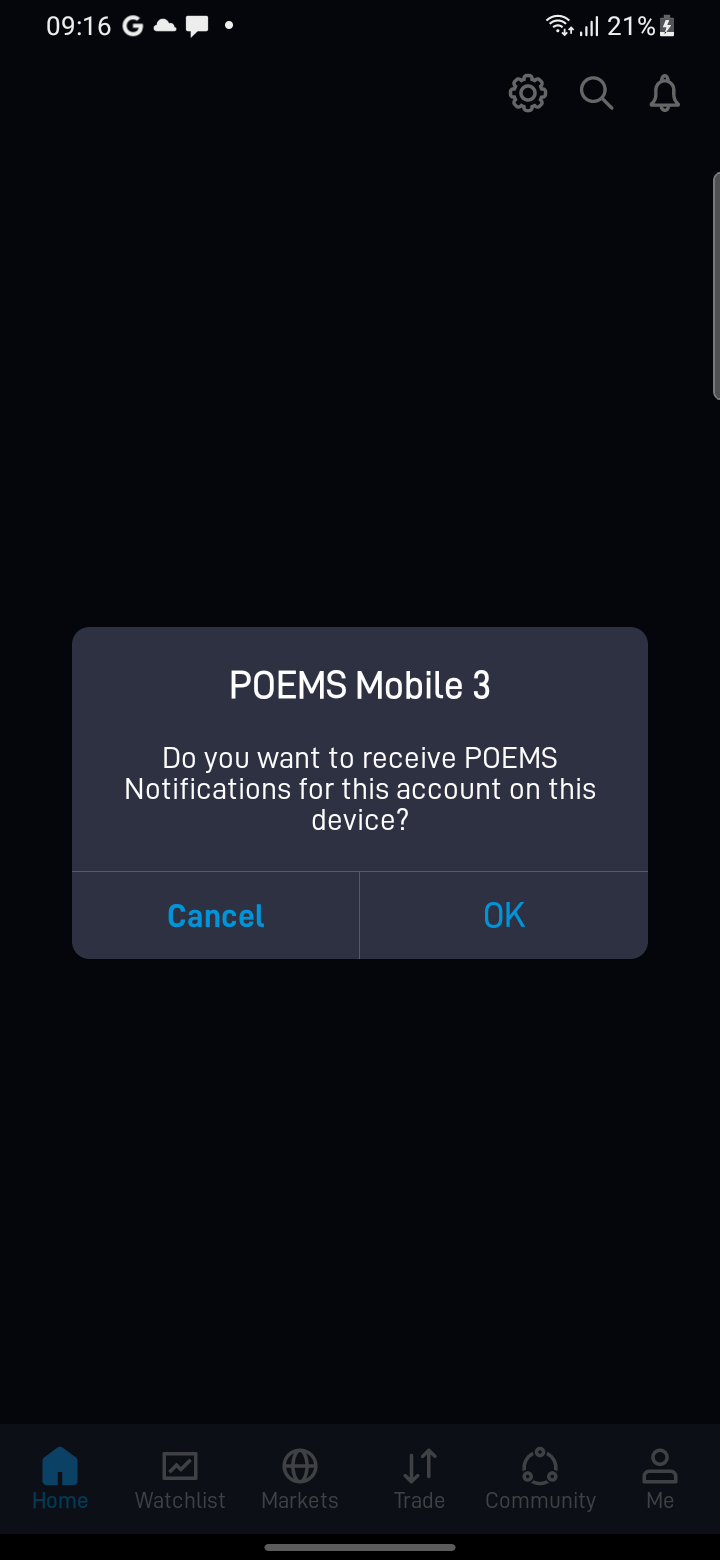 09:16
21%
POEMS Mobile 3
Do you want to receive POEMS
Notifications for this account on this
device?
Cancel
OK
Home
Watchlist
Markets
Trade
Community
Me